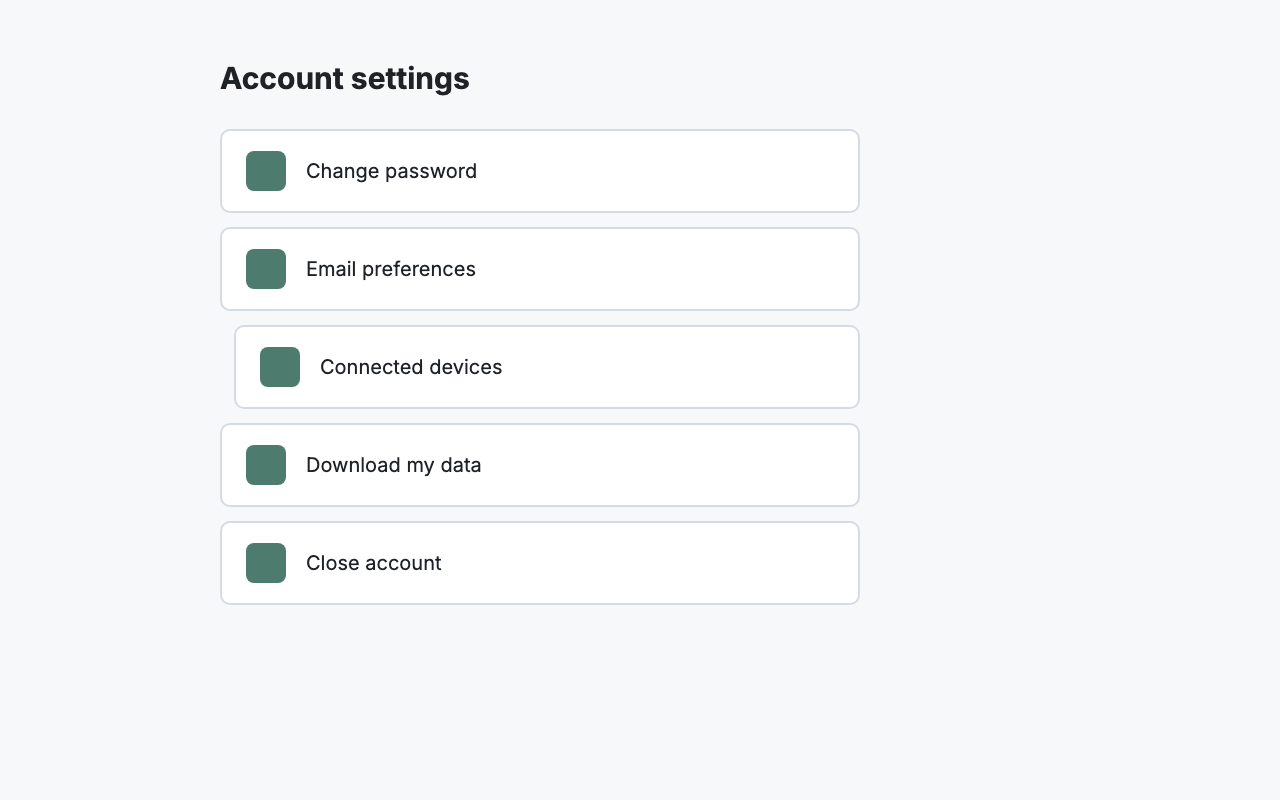 Account settings
Change password
Email preferences
Connected devices
Download my data
Close account